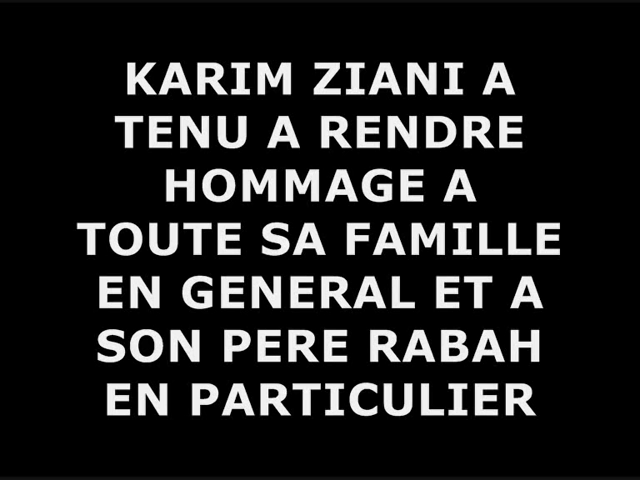 KARIM ZIANI A
TENU A RENDRE
HOMMAGE A
TOUTE SA FAMILLE
EN GENERAL ET A
SON PERE RABAH
EN PARTICULIER